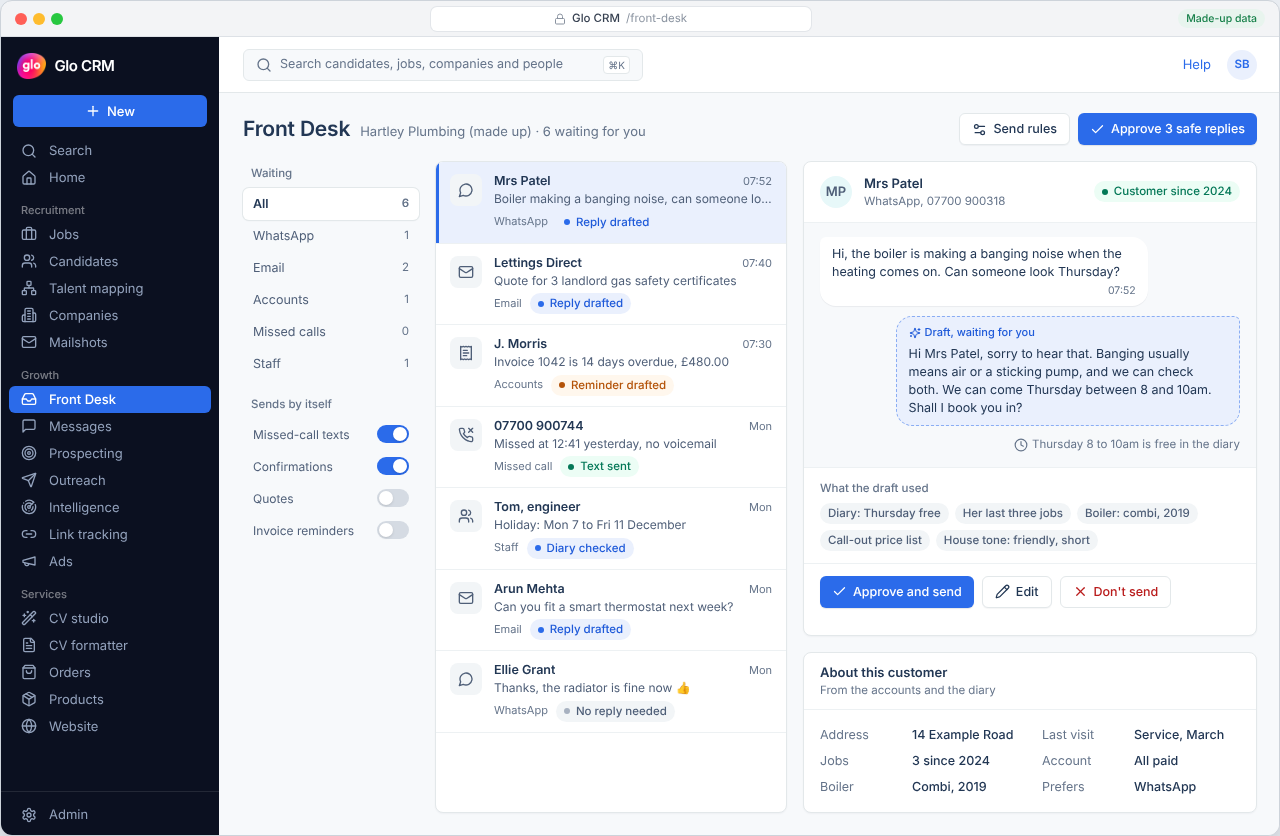 Glo CRM /front-desk
Made-up data
glo Glo CRM
+ New
Search
Home
Recruitment
Jobs
Candidates
Talent mapping
Companies
Mailshots
Growth
Front Desk
Messages
Prospecting
Outreach
Intelligence
Link tracking
Ads
Services
CV studio
CV formatter
Orders
Products
Website
Admin
Search candidates, jobs, companies and people ⌘K
Help SB
Front Desk Hartley Plumbing (made up) · 6 waiting for you
Send rules
Approve 3 safe replies
Waiting
All 6
WhatsApp 1
Email 2
Accounts 1
Missed calls 0
Staff 1
Sends by itself
Missed-call texts
Confirmations
Quotes
Invoice reminders
Mrs Patel 07:52
Boiler making a banging noise, can someone lo...
WhatsApp Reply drafted
Lettings Direct 07:40
Quote for 3 landlord gas safety certificates
Email Reply drafted
J. Morris 07:30
Invoice 1042 is 14 days overdue, £480.00
Accounts Reminder drafted
07700 900744 Mon
Missed at 12:41 yesterday, no voicemail
Missed call Text sent
Tom, engineer Mon
Holiday: Mon 7 to Fri 11 December
Staff Diary checked
Arun Mehta Mon
Can you fit a smart thermostat next week?
Email Reply drafted
Ellie Grant Mon
Thanks, the radiator is fine now 👍
WhatsApp No reply needed
MP Mrs Patel
WhatsApp, 07700 900318
Customer since 2024
Hi, the boiler is making a banging noise when the
heating comes on. Can someone look Thursday?
07:52
Draft, waiting for you
Hi Mrs Patel, sorry to hear that. Banging usually
means air or a sticking pump, and we can check
both. We can come Thursday between 8 and 10am.
Shall I book you in?
Thursday 8 to 10am is free in the diary
What the draft used
Diary: Thursday free Her last three jobs Boiler: combi, 2019
Call-out price list House tone: friendly, short
Approve and send Edit Don't send
About this customer
From the accounts and the diary
Address 14 Example Road Last visit Service, March
Jobs 3 since 2024 Account All paid
Boiler Combi, 2019 Prefers WhatsApp